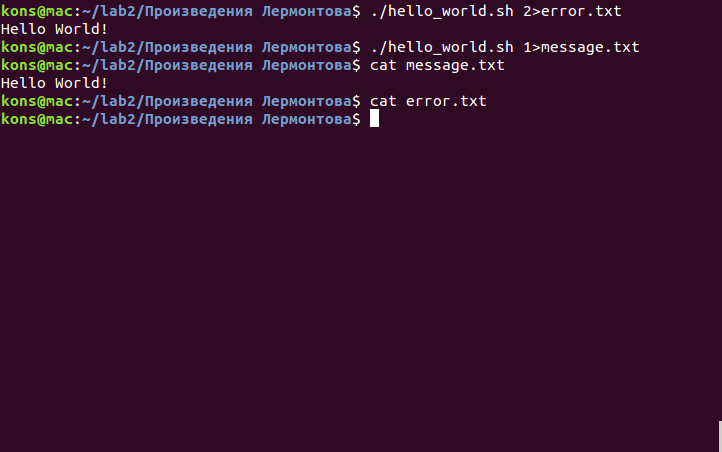 kons@mac:~/lab2/Произведения Лермонтова$ ./hello_world.sh 2>error.txt
Hello World!
kons@mac:~/lab2/Произведения Лермонтова$ ./hello_world.sh 1>message.txt
kons@mac:~/lab2/Произведения Лермонтова$ cat message.txt
Hello World!
kons@mac:~/lab2/Произведения Лермонтова$ cat error.txt
kons@mac:~/lab2/Произведения Лермонтова$